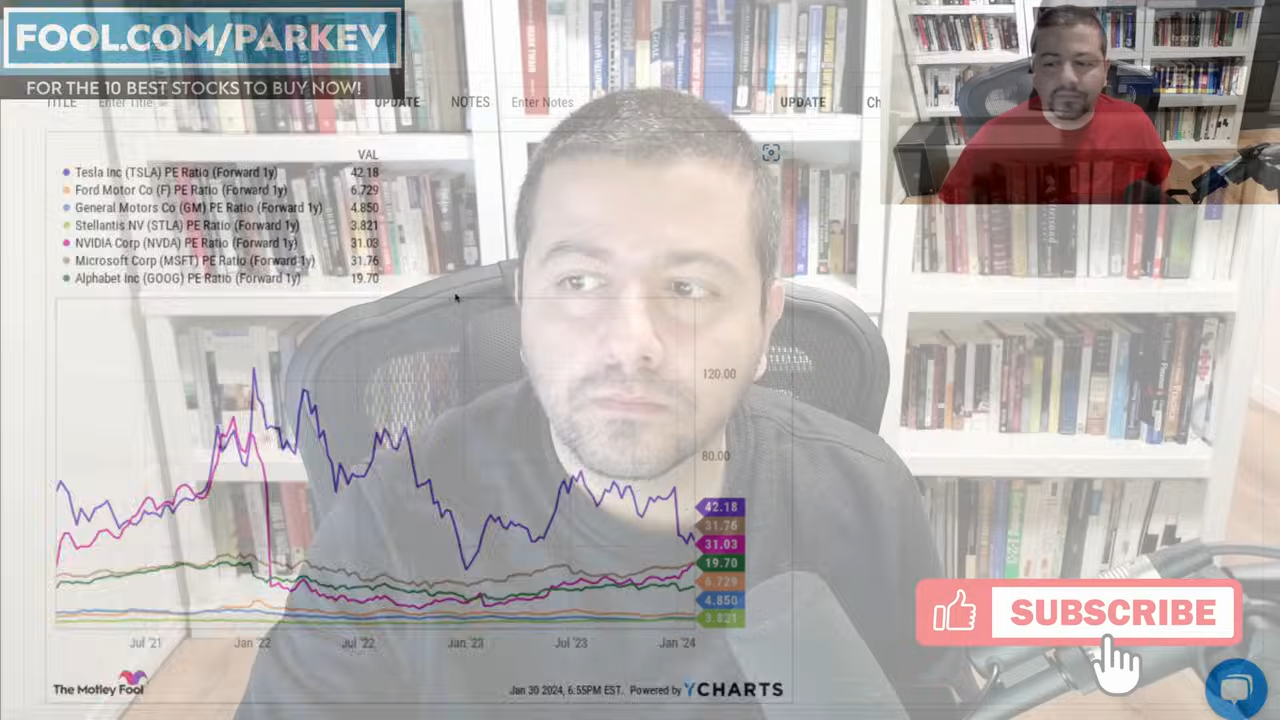 FOOL.COM/PARKEV
FOR THE 10 BEST STOCKS TO BUY NOW!
TITLE Enter Title UPDATE NOTES Enter Notes UPDATE Ch
VAL
Tesla Inc (TSLA) PE Ratio (Forward 1y) 42.18
Ford Motor Co (F) PE Ratio (Forward 1y) 6.729
General Motors Co (GM) PE Ratio (Forward 1y) 4.850
Stellantis NV (STLA) PE Ratio (Forward 1y) 3.821
NVIDIA Corp (NVDA) PE Ratio (Forward 1y) 31.03
Microsoft Corp (MSFT) PE Ratio (Forward 1y) 31.76
Alphabet Inc (GOOG) PE Ratio (Forward 1y) 19.70
120.00
80.00
42.18
31.76
31.03
19.70
6.729
4.850
3.821
Jul '21 Jan '22 Jul '22 Jan '23 Jul '23 Jan '24
The Motley Fool
Jan 30 2024, 6:55PM EST. Powered by YCHARTS
SUBSCRIBE